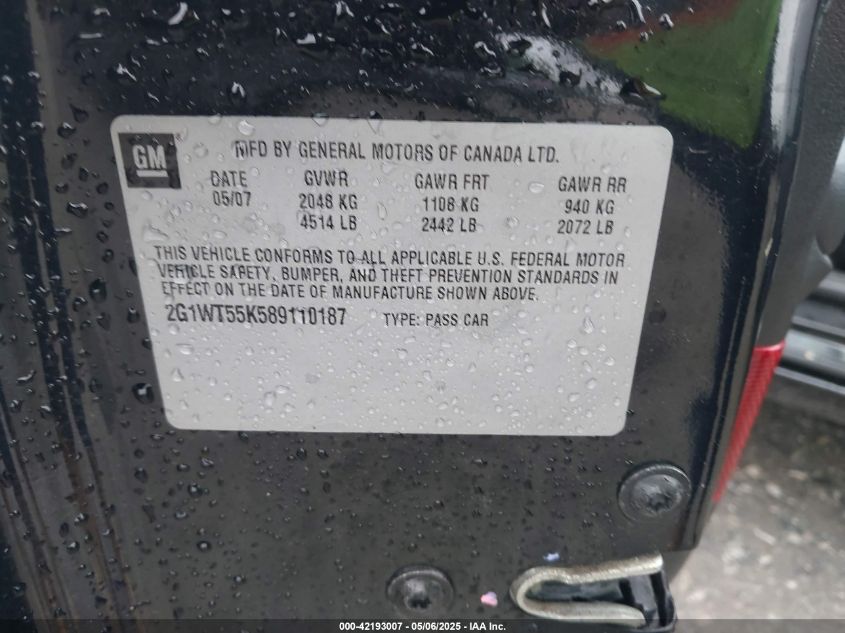 GM
MFD BY GENERAL MOTORS OF CANADA LTD.
DATE GVWR GAWR FRT GAWR RR
05/07 2048 KG 1108 KG 940 KG
4514 LB 2442 LB 2072 LB
THIS VEHICLE CONFORMS TO ALL APPLICABLE U.S. FEDERAL MOTOR
VEHICLE SAFETY, BUMPER, AND THEFT PREVENTION STANDARDS IN
EFFECT ON THE DATE OF MANUFACTURE SHOWN ABOVE.
2G1WT55K589110187 TYPE: PASS CAR
000-42193007 - 05/06/2025 - IAA Inc.